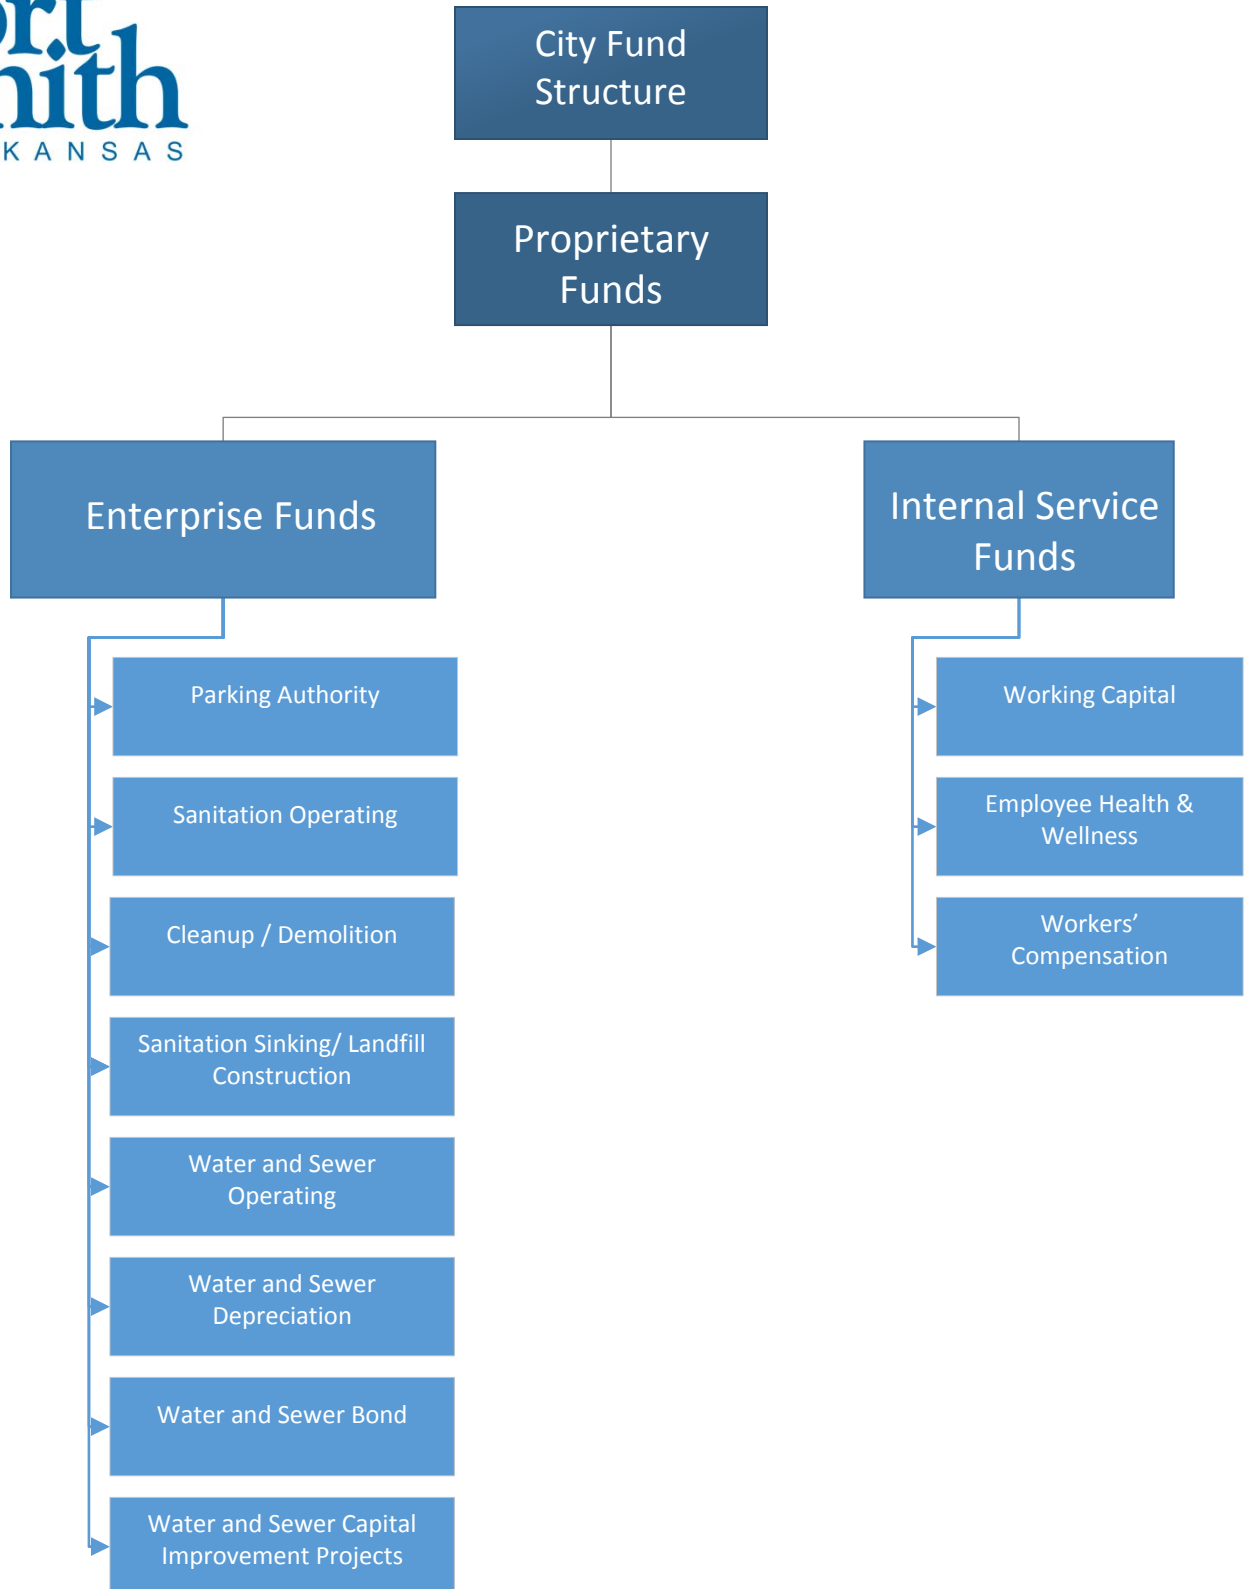 ort
mith
KANSAS
City Fund
Structure
Proprietary
Funds
Enterprise Funds
Internal Service
Funds
Parking Authority
Sanitation Operating
Cleanup / Demolition
Sanitation Sinking/ Landfill
Construction
Water and Sewer
Operating
Water and Sewer
Depreciation
Water and Sewer Bond
Water and Sewer Capital
Improvement Projects
Working Capital
Employee Health &
Wellness
Workers’
Compensation